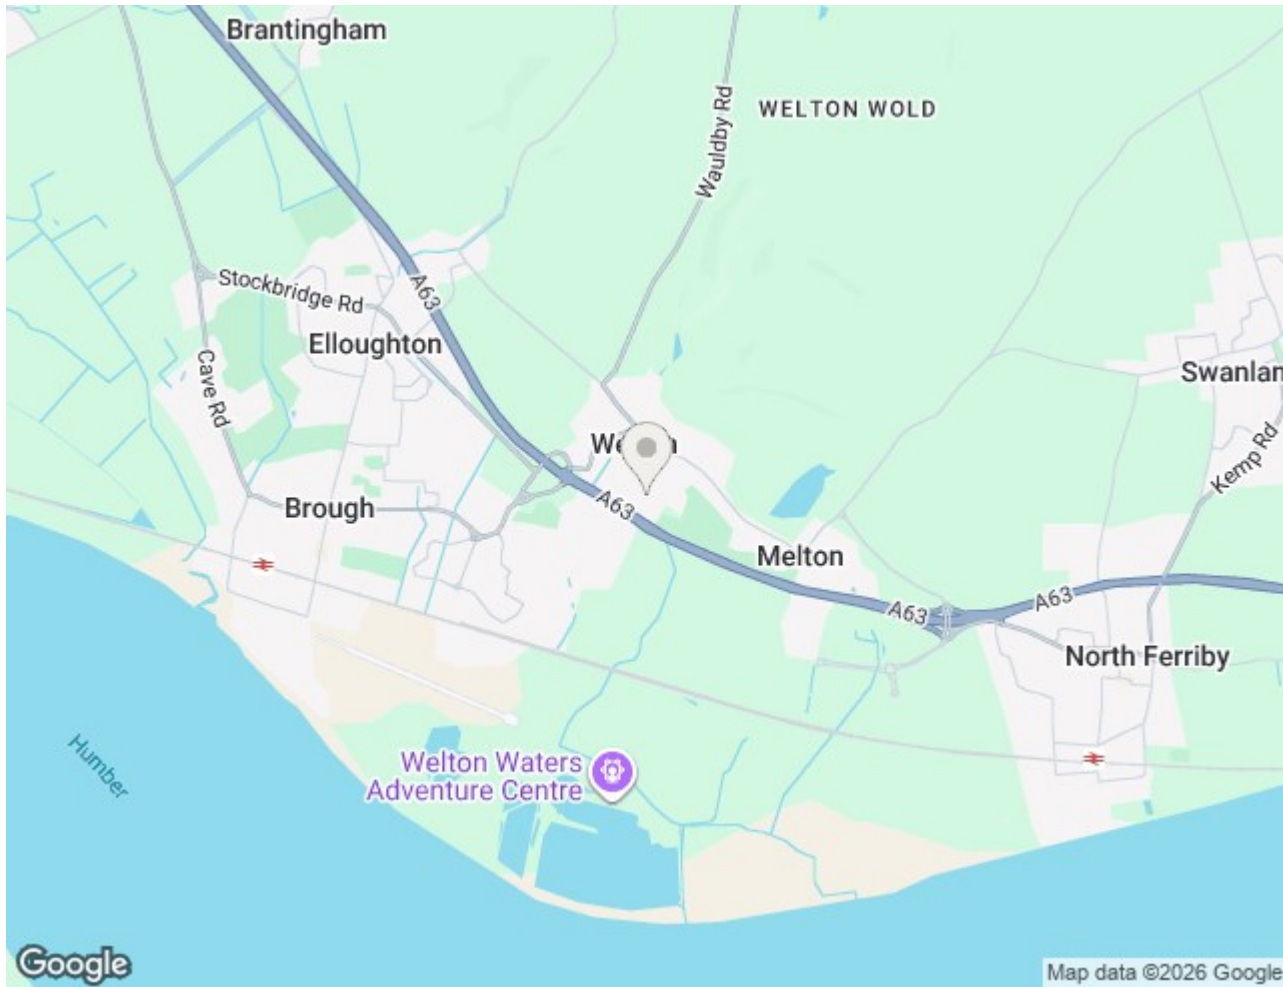 Brantingham
WELTON WOLD
Wauldby Rd
A63
Stockbridge Rd
Elloughton
Cave Rd
Swanlan
Kemp Rd
Brough
A63
Melton
A63
A63
North Ferriby
Welton Waters
Adventure Centre
Humber
Google
Map data ©2026 Google